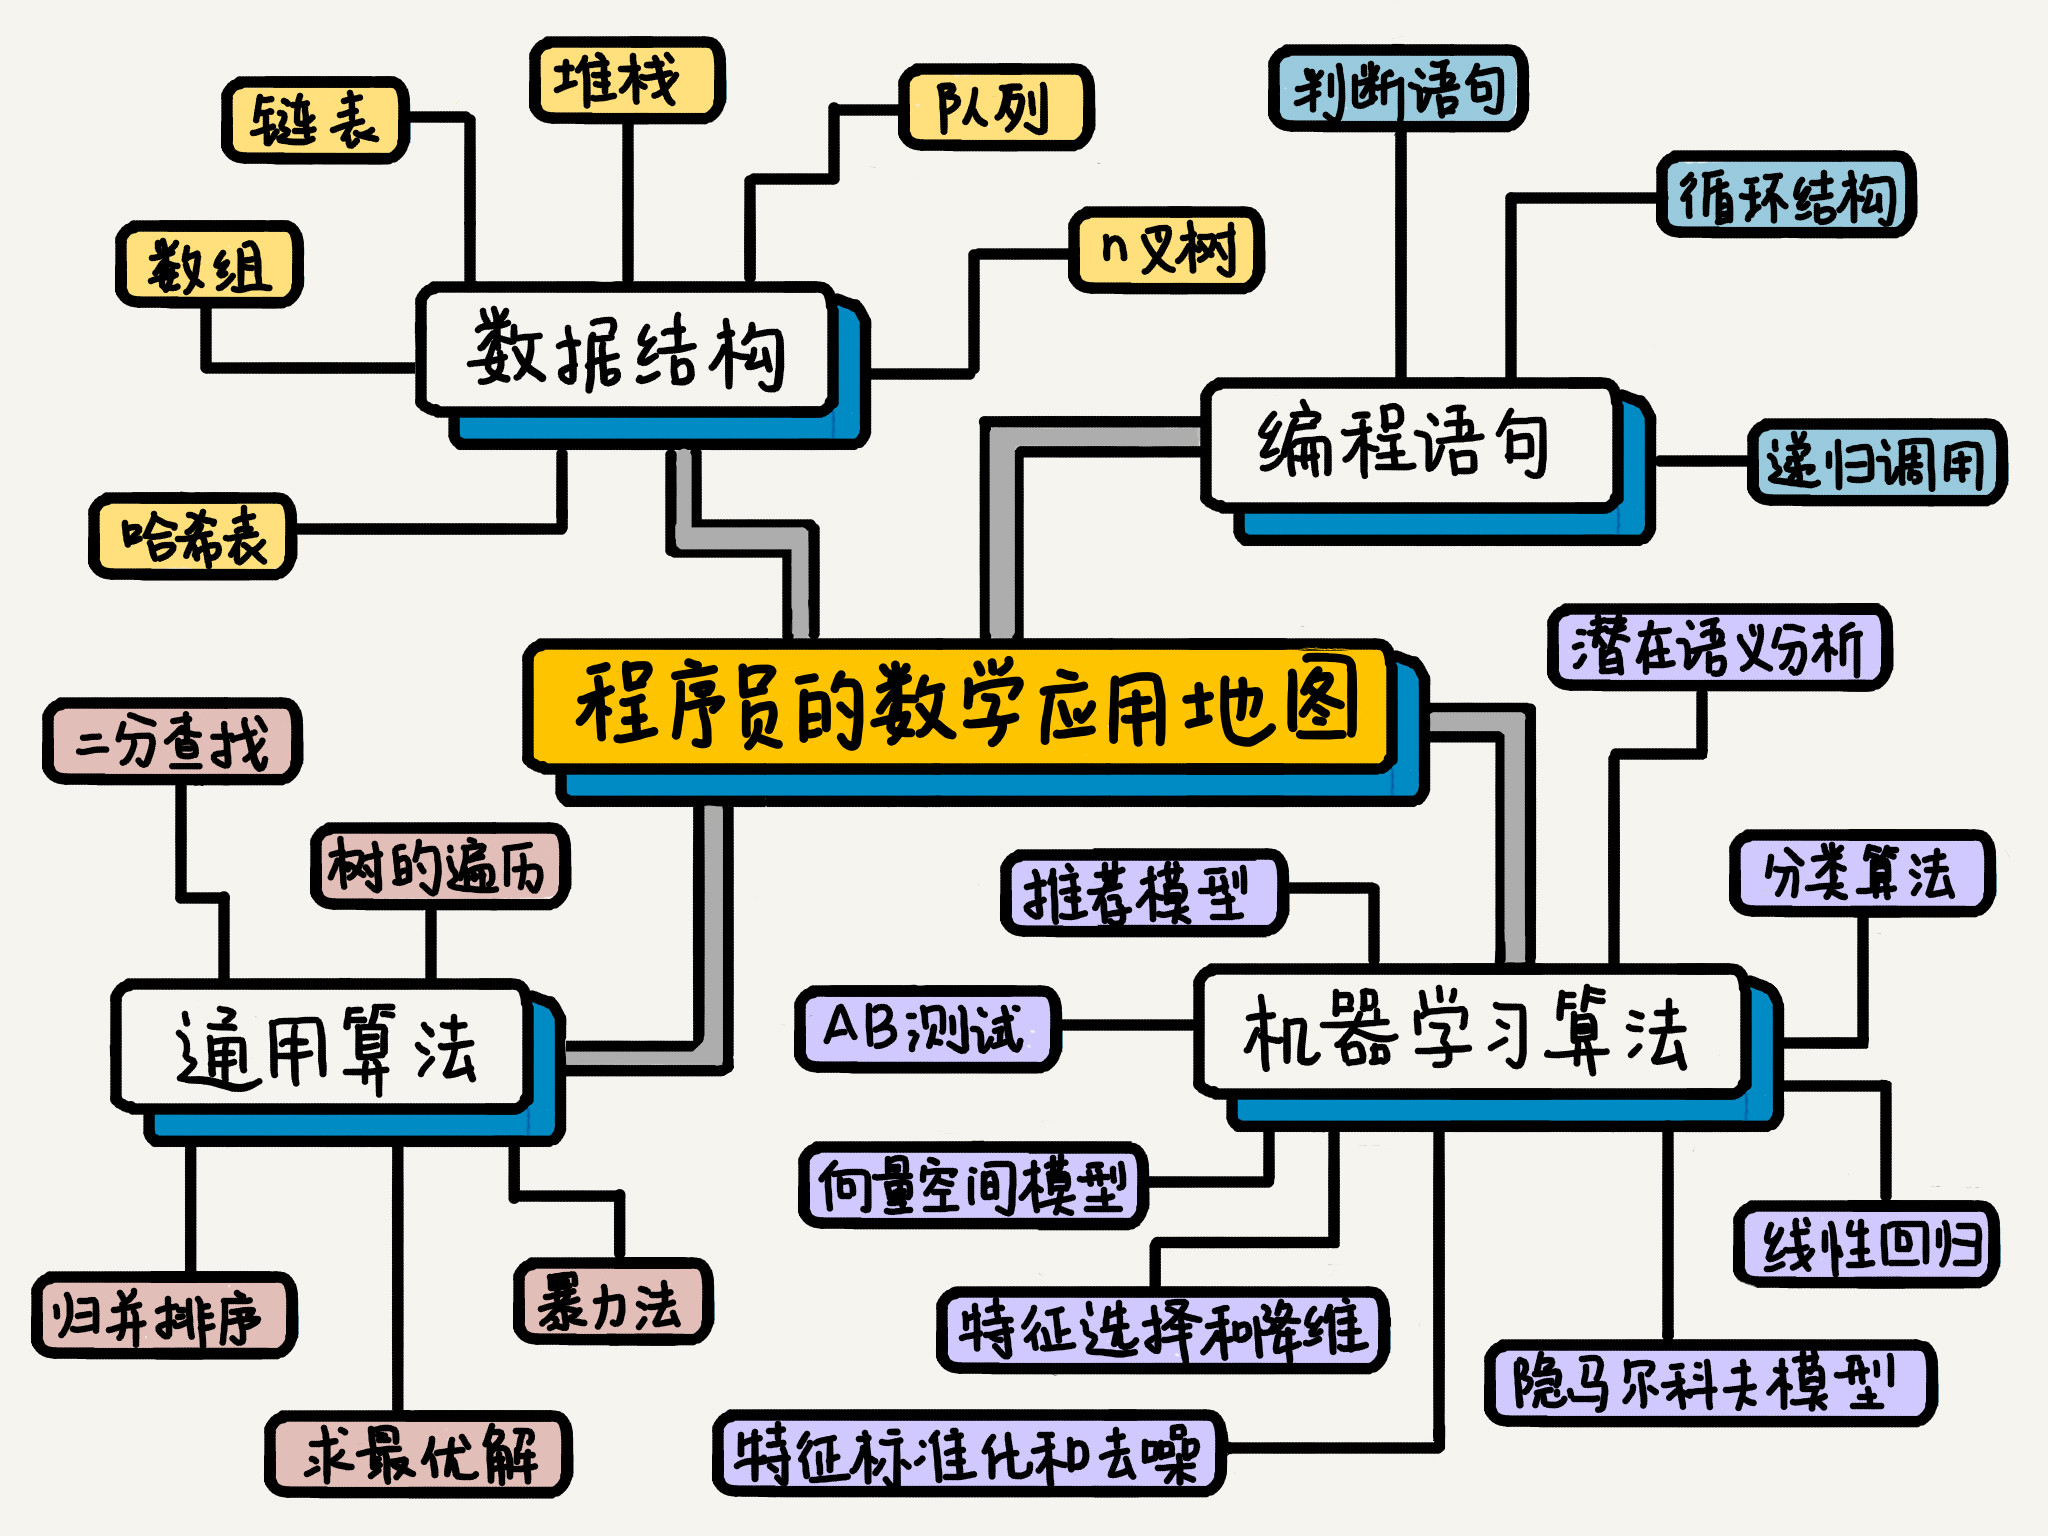 堆栈
链表
队列
判断语句
循环结构
数组
n叉树
数据结构
编程语句
递归调用
哈希表
潜在语义分析
程序员的数学应用地图
二分查找
树的遍历
推荐模型
分类算法
通用算法
AB测试
机器学习算法
向量空间模型
线性回归
归并排序
暴力法
特征选择和降维
隐马尔科夫模型
求最优解
特征标准化和去噪